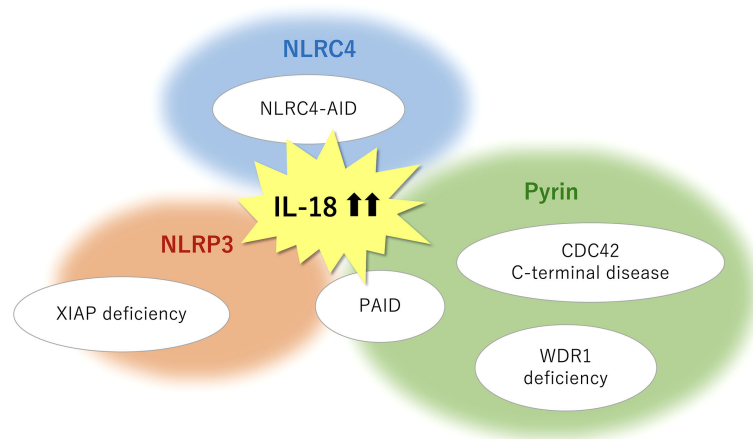 NLRC4
NLRC4-AID
IL-18 ⬆⬆
Pyrin
NLRP3
CDC42
C-terminal disease
XIAP deficiency
PAID
WDR1
deficiency